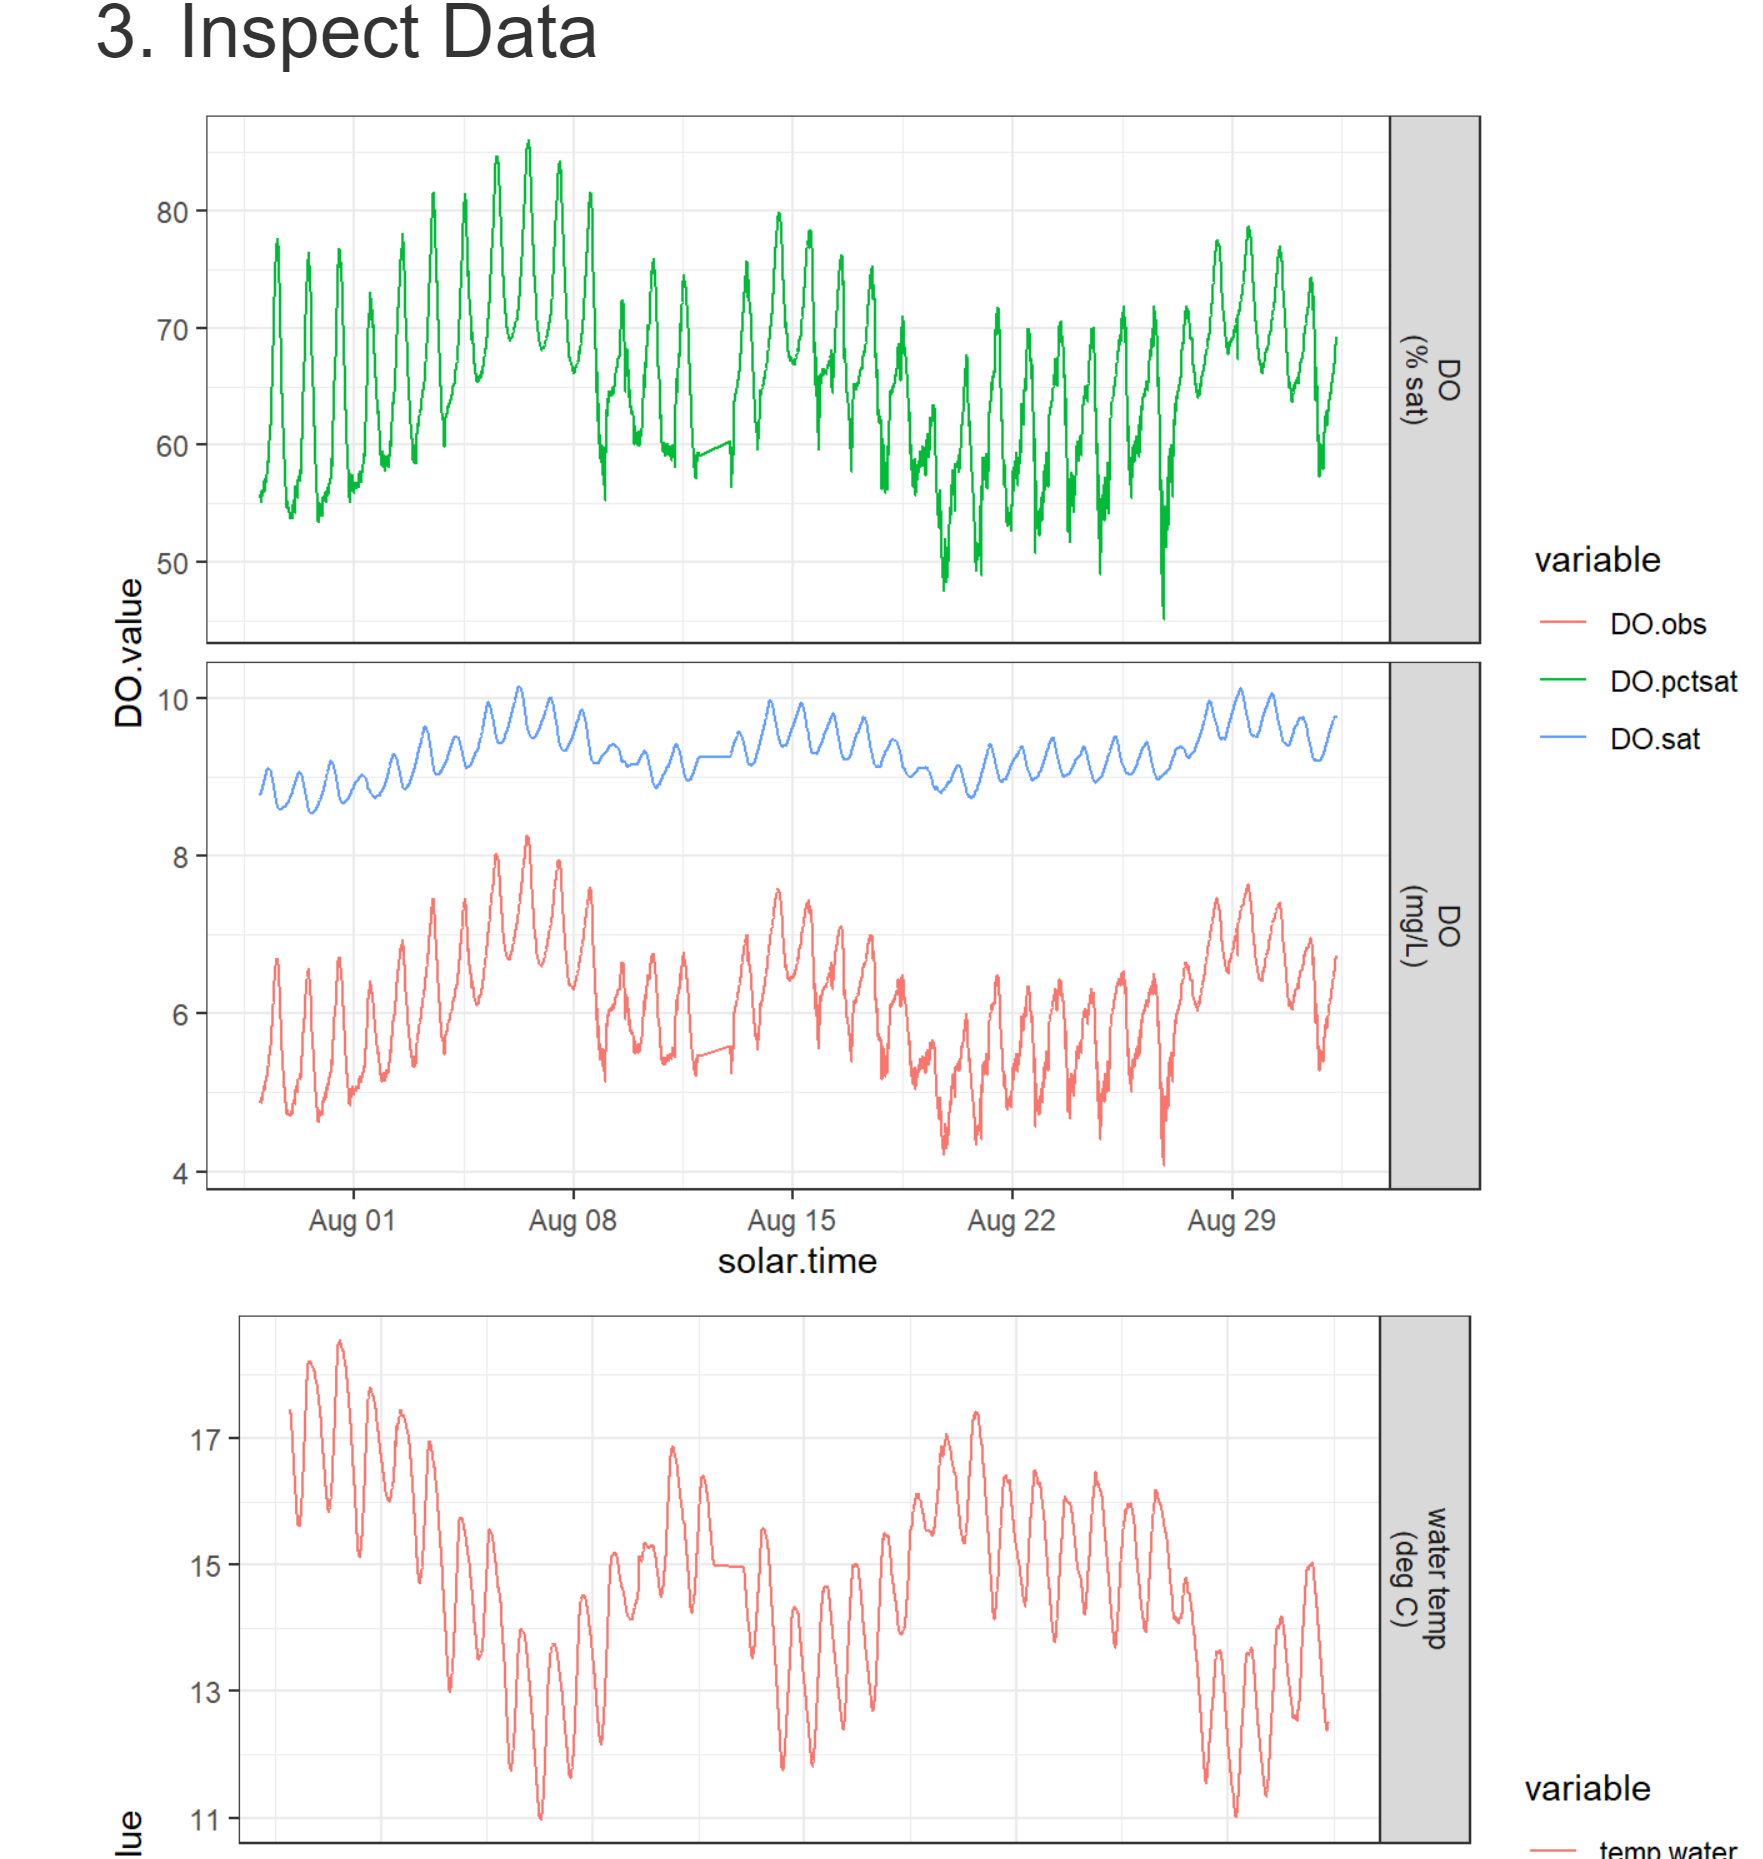 3. Inspect Data
80
70
60
50
DO
(% sat)
DO.value
10
8
6
4
DO
(mg/L)
Aug 01
Aug 08
Aug 15
Aug 22
Aug 29
solar.time
variable
DO.obs
DO.pctsat
DO.sat
17
15
13
11
water temp
(deg C)
lue
variable
temp.water